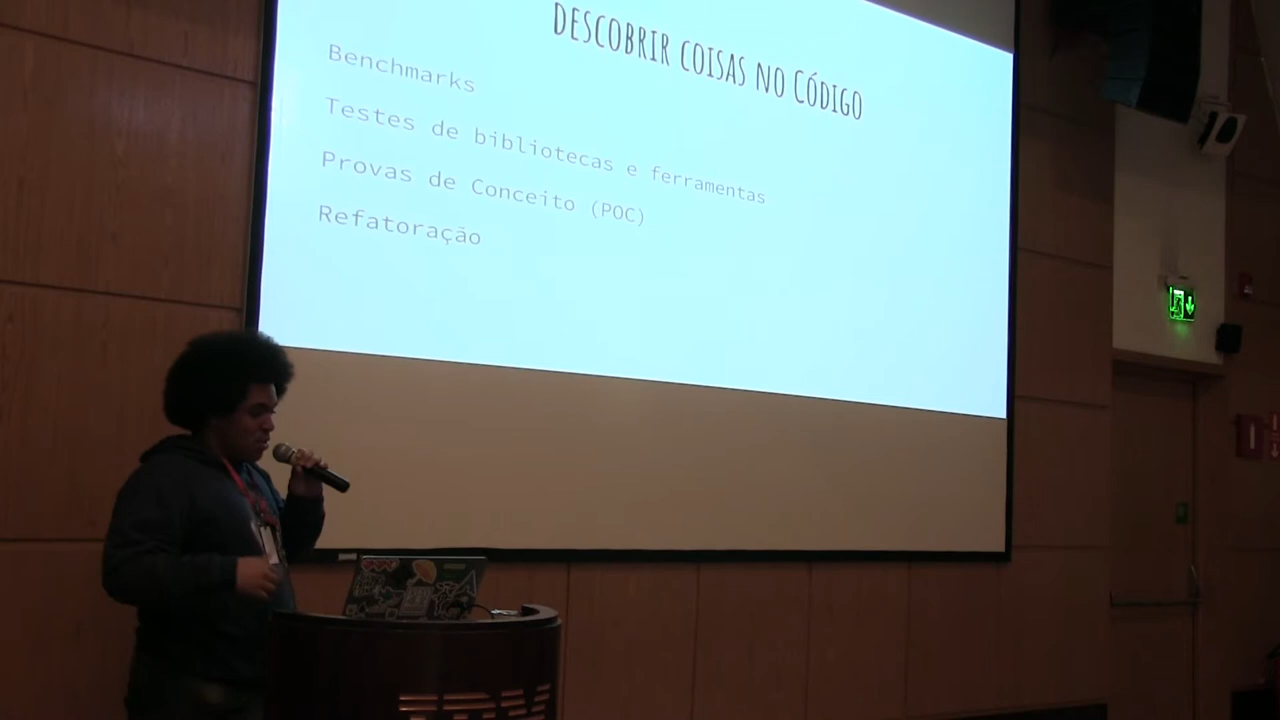 DESCOBRIR COISAS NO CÓDIGO
Benchmarks
Testes de bibliotecas e ferramentas
Provas de Conceito (POC)
Refatoração